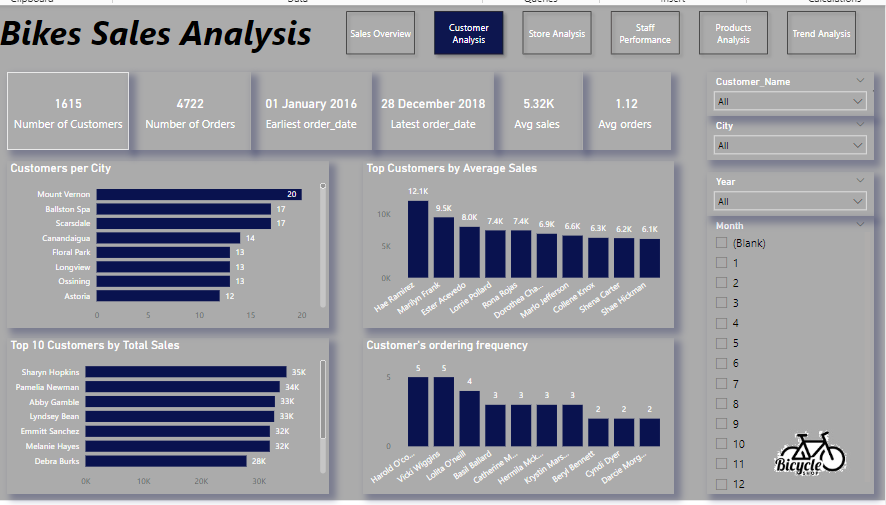 Clipboard
Data
Queries
Insert
Calculations
Bikes Sales Analysis
Sales Overview
Customer
Analysis
Store Analysis
Staff
Performance
Products
Analysis
Trend Analysis
1615
Number of Customers
4722
Number of Orders
01 January 2016
Earliest order_date
28 December 2018
Latest order_date
5.32K
Avg sales
1.12
Avg orders
Customer_Name
All
City
All
Year
All
Month
(Blank)
1
2
3
4
5
6
7
8
9
10
11
12
Customers per City
Mount Vernon 20
Ballston Spa 17
Scarsdale 17
Canandaigua 14
Floral Park 13
Longview 13
Ossining 13
Astoria 12
0 5 10 15 20
Top Customers by Average Sales
10K
5K
0K
12.1K 9.5K 8.0K 7.4K 7.4K 6.9K 6.6K 6.3K 6.2K 6.1K
Hae Ramirez
Marilyn Frank
Ester Acevedo
Lorrie Pollard
Rona Rojas
Dorothea Cha...
Marlo Jefferson
Collene Knox
Shena Carter
Shae Hickman
Top 10 Customers by Total Sales
Sharyn Hopkins 35K
Pamelia Newman 34K
Abby Gamble 33K
Lyndsey Bean 33K
Emmitt Sanchez 32K
Melanie Hayes 32K
Debra Burks 28K
0K 10K 20K 30K
Customer's ordering frequency
5
0
5 5 4 3 3 3 3 2 2 2
Harold O'co...
Vicki Wiggins
Lolita O'neill
Basil Ballard
Catherine M...
Hermila Mck...
Krystin Mars...
Beryl Bennett
Cyndi Dyer
Darcie Morg...
Bicycle
SHOP